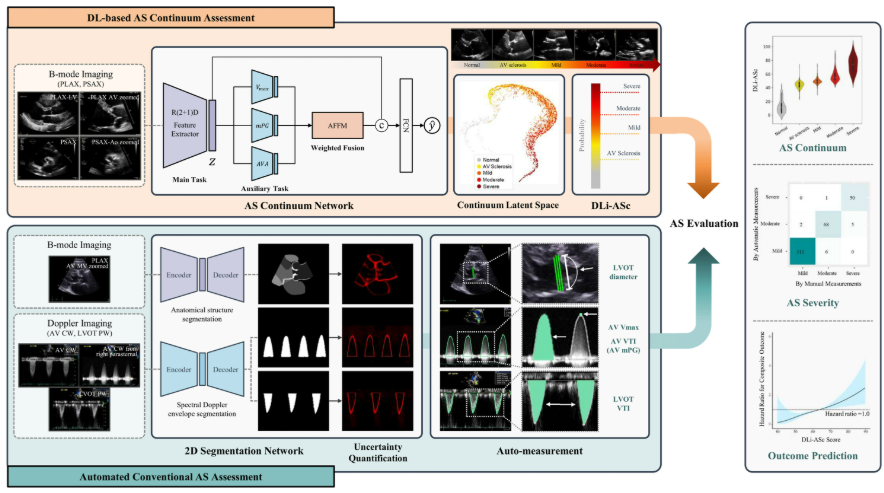 DL-based AS Continuum Assessment
B-mode Imaging
(PLAX, PSAX)
PLAX-LV
PLAX AV zoomed
PSAX
PSAX-Ao zoomed
R(2+1)D
Feature
Extractor
Z
Main Task
Vmax
mPG
AVA
Auxiliary Task
AFFM
Weighted Fusion
C
FCN
ŷ
AS Continuum Network
Normal
AV sclerosis
Mild
Moderate
Normal
AV Sclerosis
Mild
Moderate
Severe
Continuum Latent Space
Probability
Severe
Moderate
Mild
AV Sclerosis
DLi-ASc
AS Evaluation
Automated Conventional AS Assessment
B-mode Imaging
PLAX
AV MV zoomed
Doppler Imaging
(AV CW, LVOT PW)
AV CW
AV CW from
right parasternal
LVOT PW
Encoder
Decoder
Anatomical structure
segmentation
Encoder
Decoder
Spectral Doppler
envelope segmentation
2D Segmentation Network
Uncertainty
Quantification
LVOT
diameter
AV Vmax
AV VTI
(AV mPG)
LVOT
VTI
Auto-measurement
DLi-ASc
100
80
60
40
20
0
Normal
AV Sclerosis
Mild
Moderate
Severe
AS Continuum
By Automatic Measurements
Severe
Moderate
Mild
0
1
50
2
5
6
0
Mild
Moderate
Severe
By Manual Measurements
AS Severity
Hazard Ratio for Composite Outcome
Hazard ratio =1.0
DLi-ASc Score
Outcome Prediction